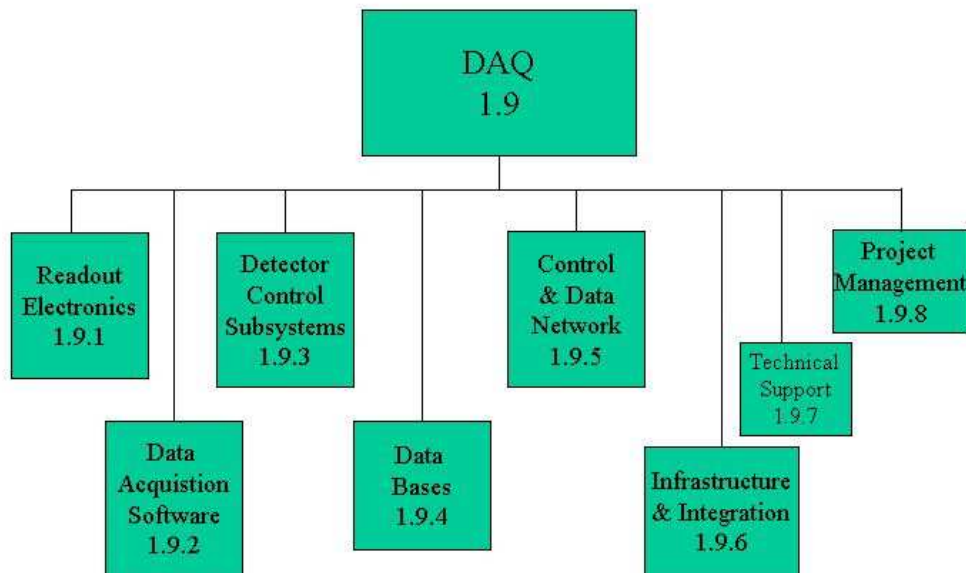 DAQ
1.9
Readout
Electronics
1.9.1
Data
Acquistion
Software
1.9.2
Detector
Control
Subsystems
1.9.3
Data
Bases
1.9.4
Control
& Data
Network
1.9.5
Infrastructure
& Integration
1.9.6
Technical
Support
1.9.7
Project
Management
1.9.8